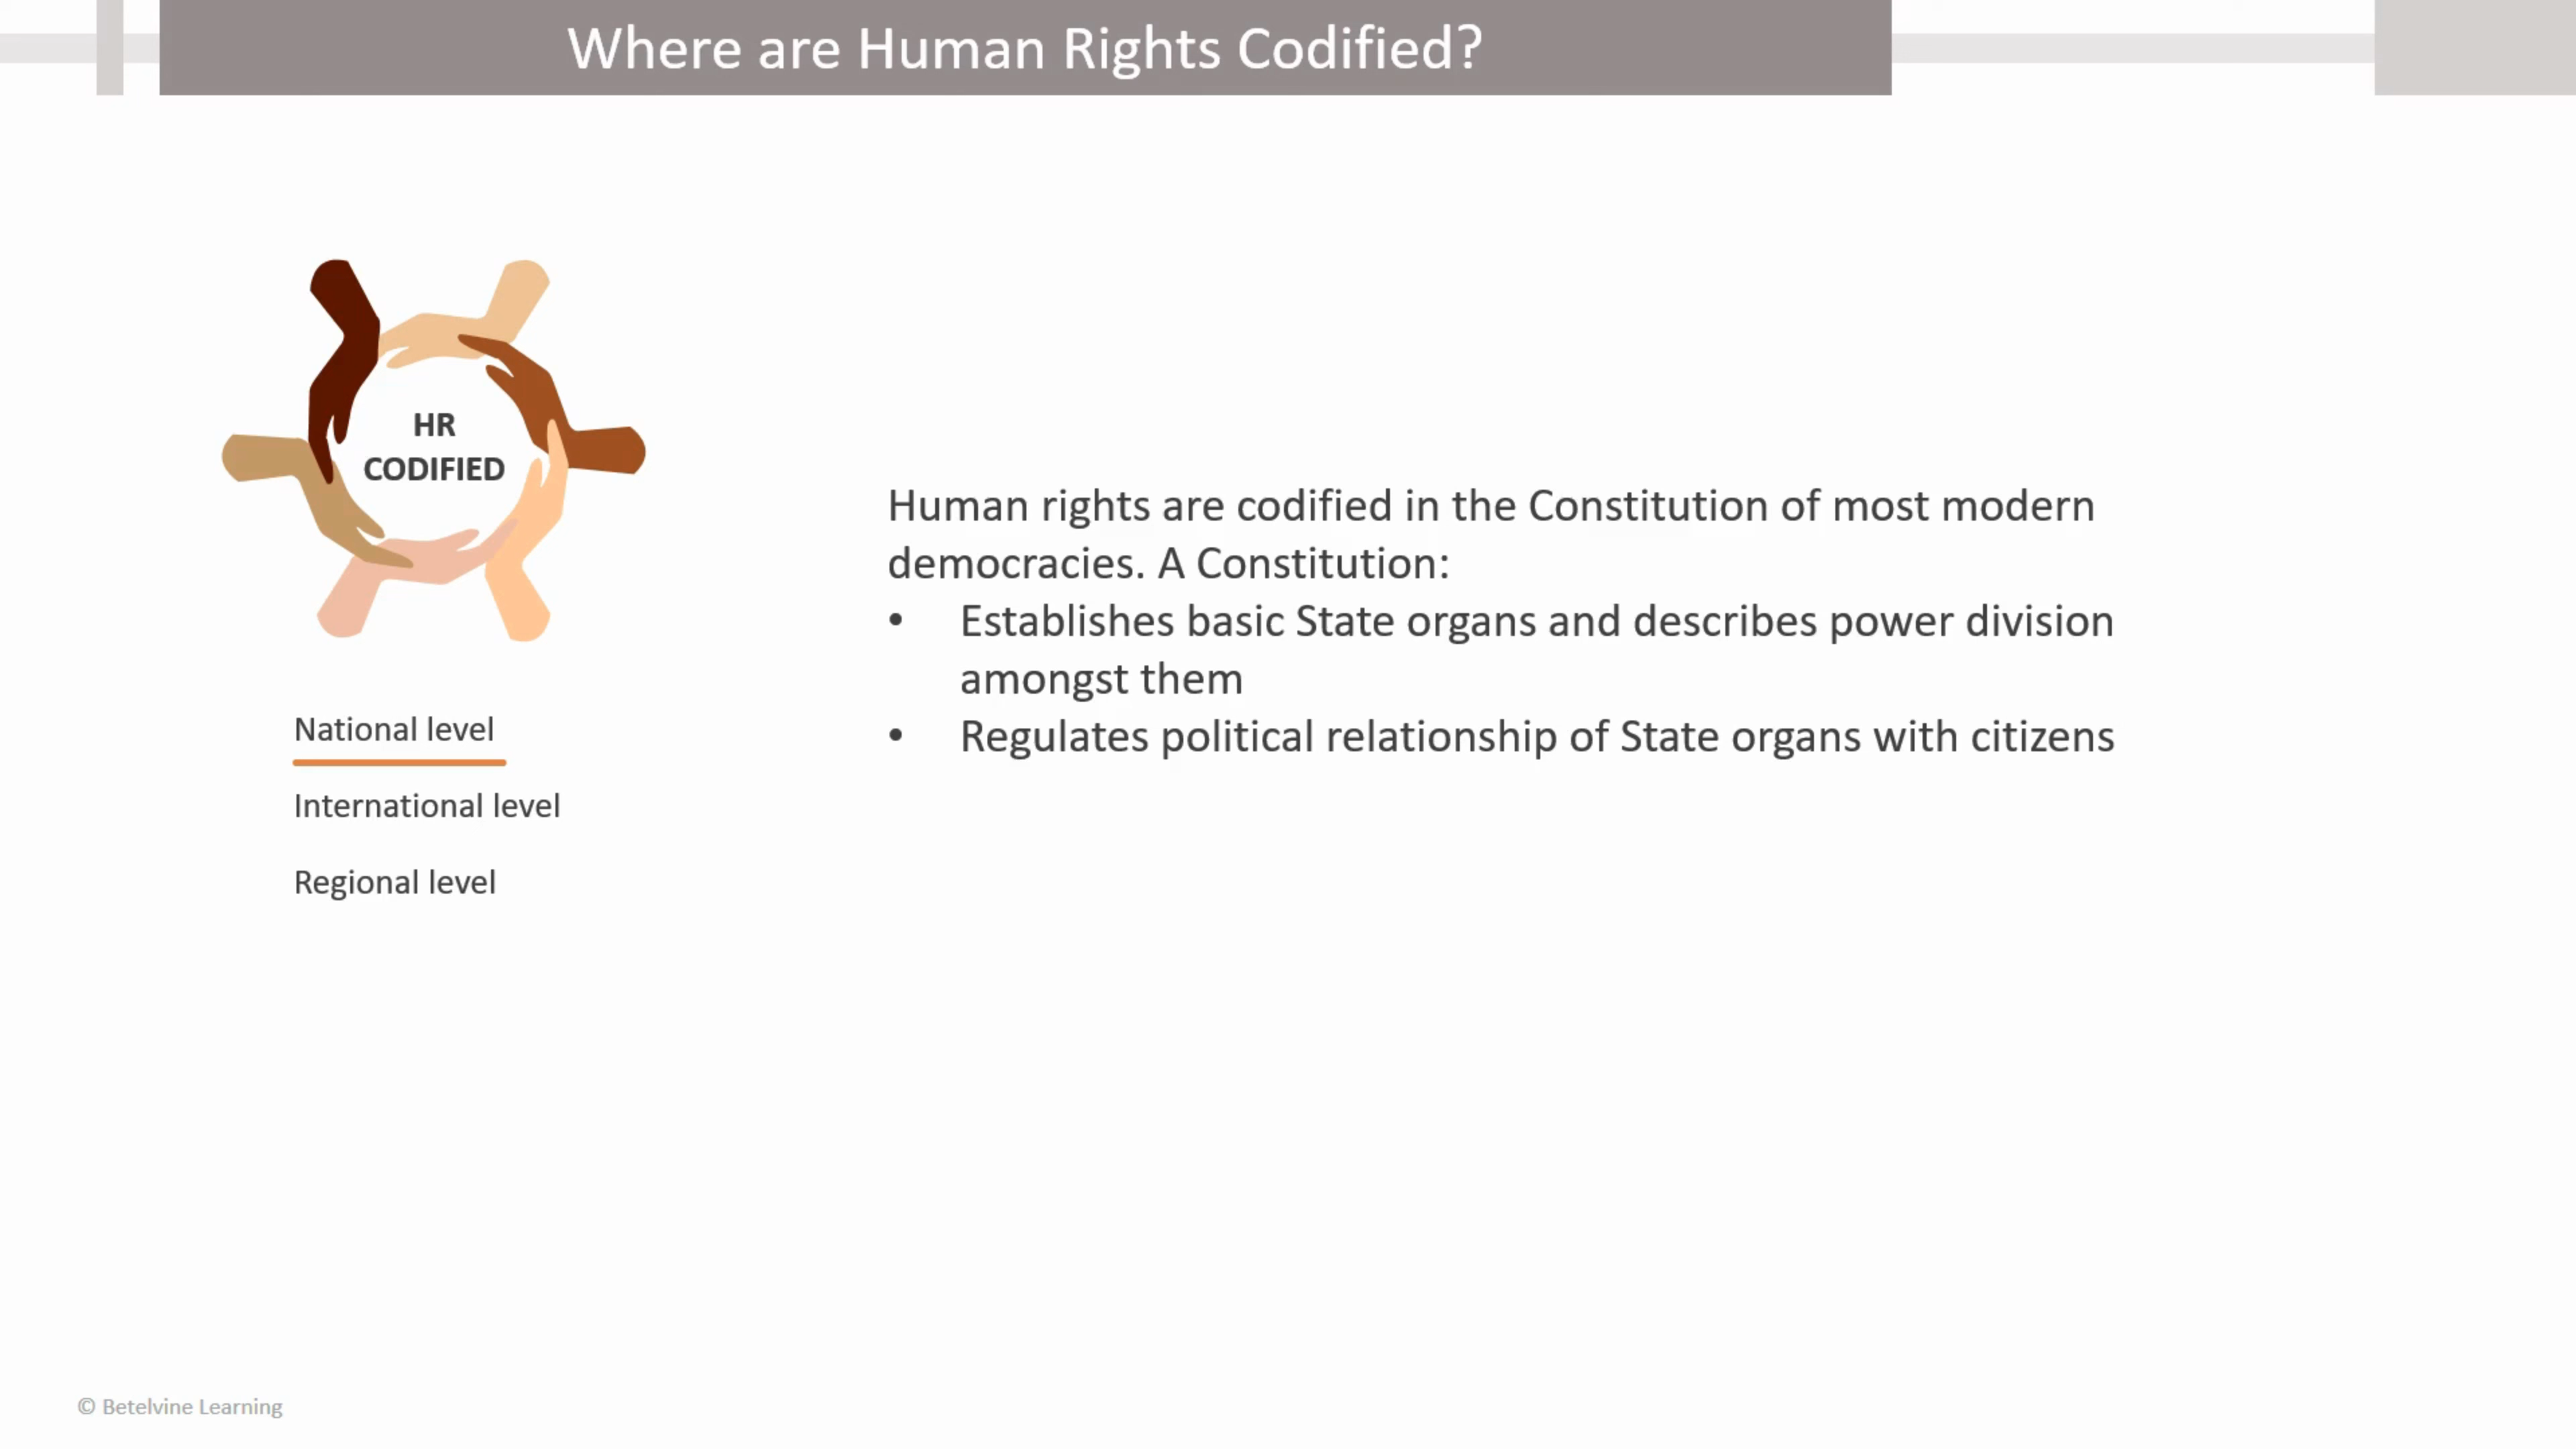 Where are Human Rights Codified?
HR
CODIFIED
National level
International level
Regional level
Human rights are codified in the Constitution of most modern
democracies. A Constitution:
• Establishes basic State organs and describes power division
amongst them
• Regulates political relationship of State organs with citizens
© Betelvine Learning